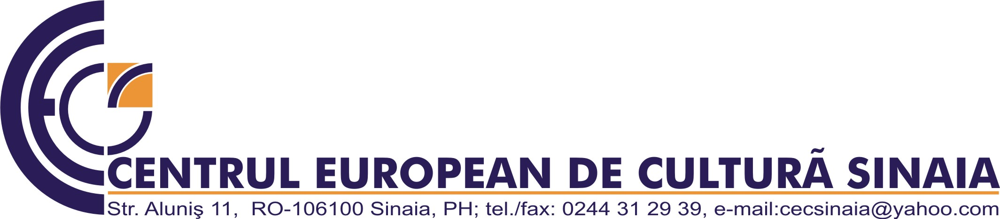 CENTRUL EUROPEAN DE CULTURÃ SINAIA
Str. Aluniş 11, RO-106100 Sinaia, PH; tel./fax: 0244 31 29 39, e-mail:cecsinaia@yahoo.com